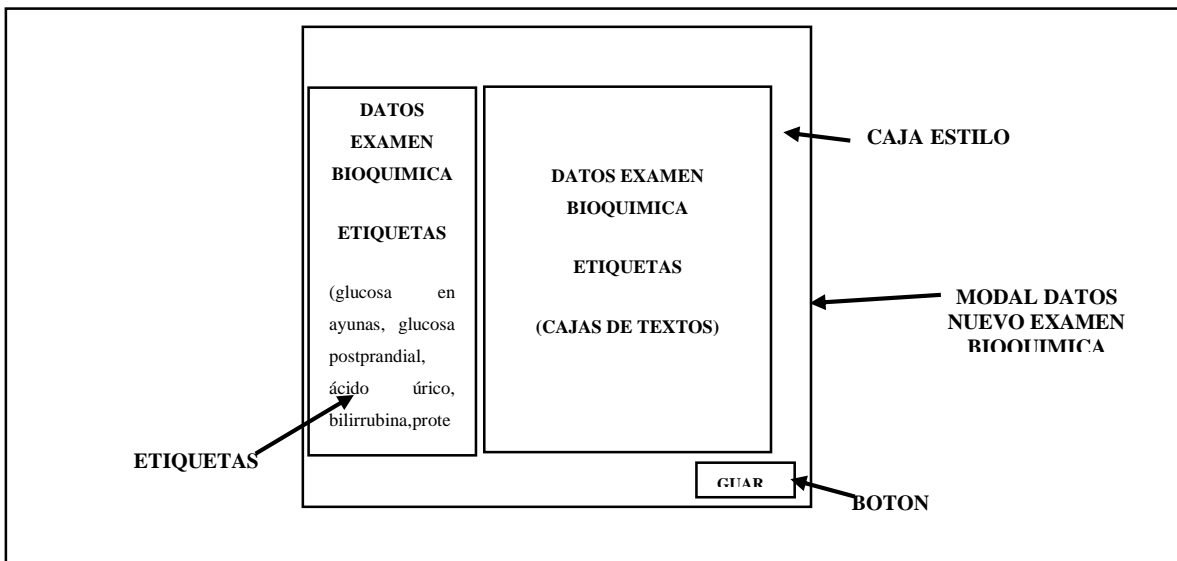 DATOS
EXAMEN
BIOQUIMICA
ETIQUETAS
(glucosa en
ayunas, glucosa
postprandial,
ácido úrico,
bilirrubina,prote
DATOS EXAMEN
BIOQUIMICA
ETIQUETAS
(CAJAS DE TEXTOS)
GUAR
CAJA ESTILO
MODAL DATOS
NUEVO EXAMEN
BIOQUIMICA
ETIQUETAS
BOTON